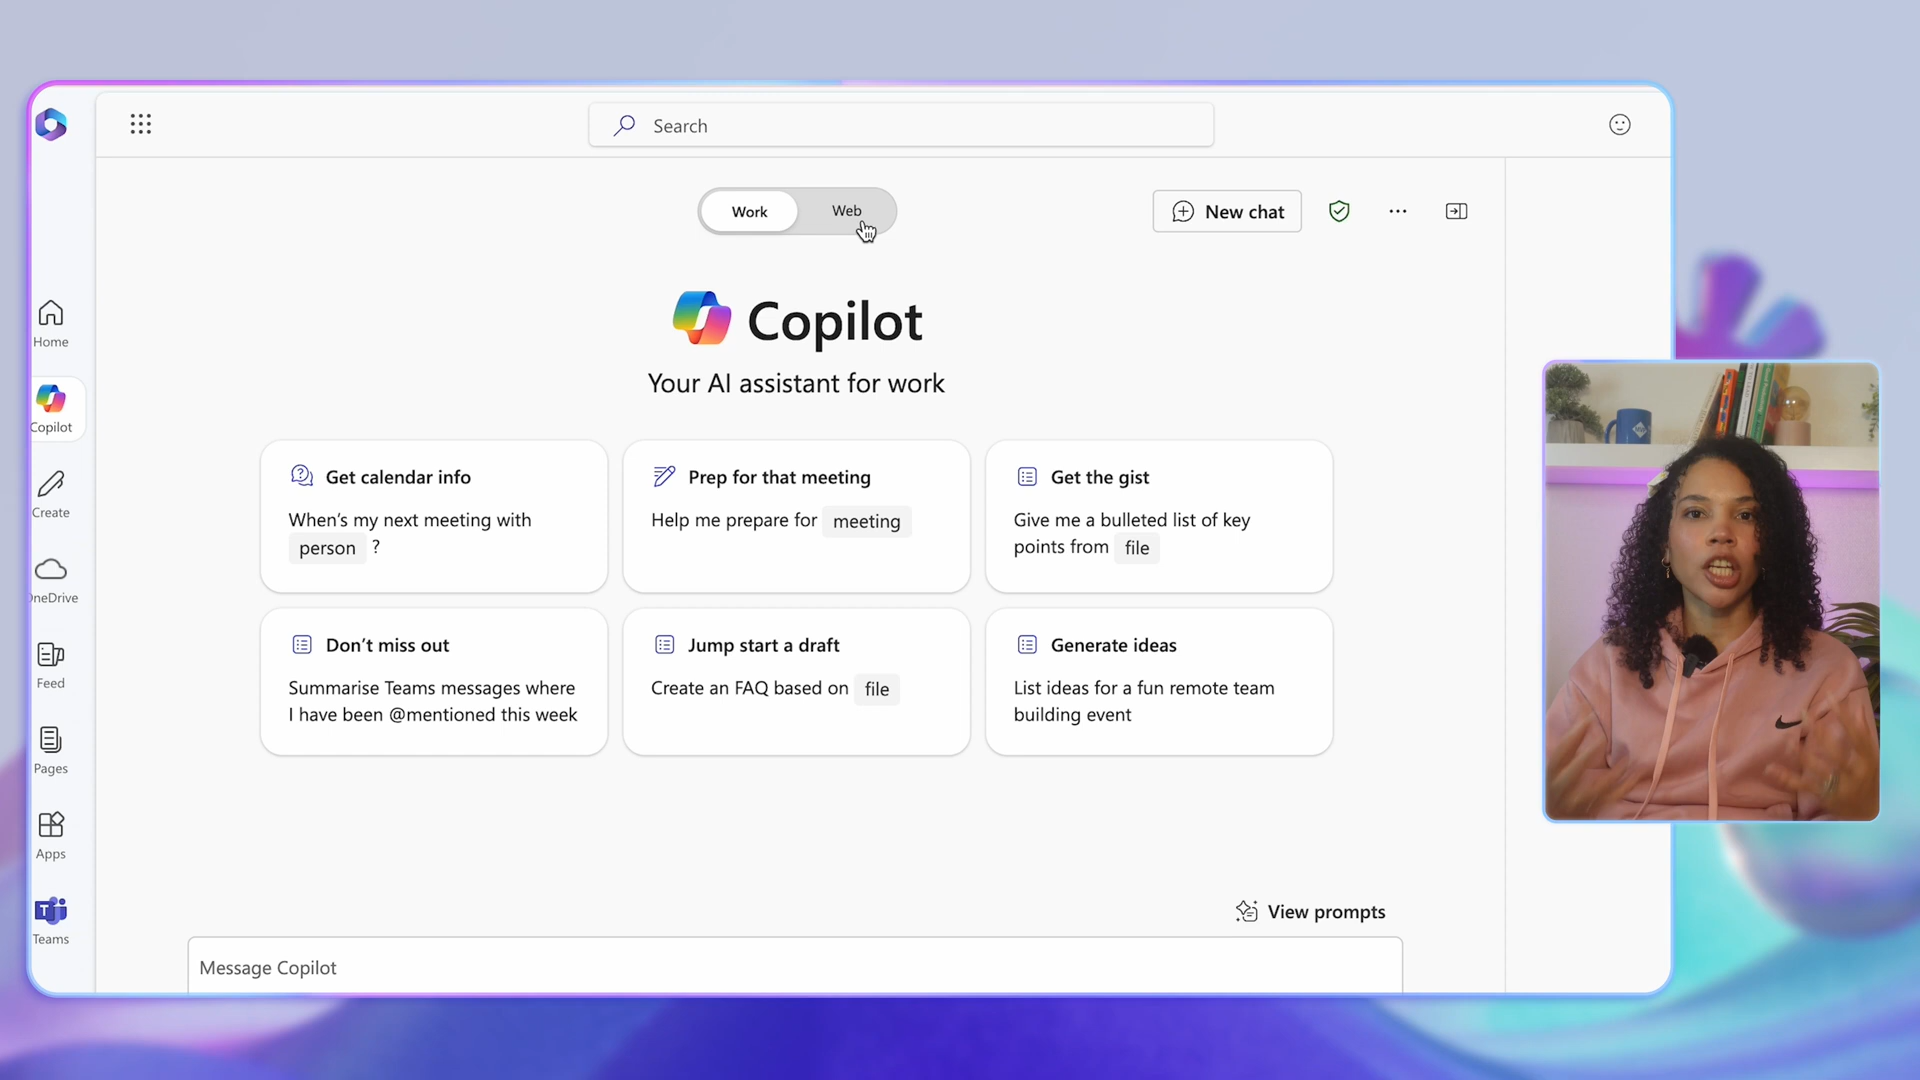 Search
Work
Web
New chat
Copilot
Your AI assistant for work
Home
Copilot
Create
OneDrive
Feed
Pages
Apps
Teams
Get calendar info
When's my next meeting with
person ?
Prep for that meeting
Help me prepare for meeting
Get the gist
Give me a bulleted list of key
points from file
Don't miss out
Summarise Teams messages where
I have been @mentioned this week
Jump start a draft
Create an FAQ based on file
Generate ideas
List ideas for a fun remote team
building event
View prompts
Message Copilot